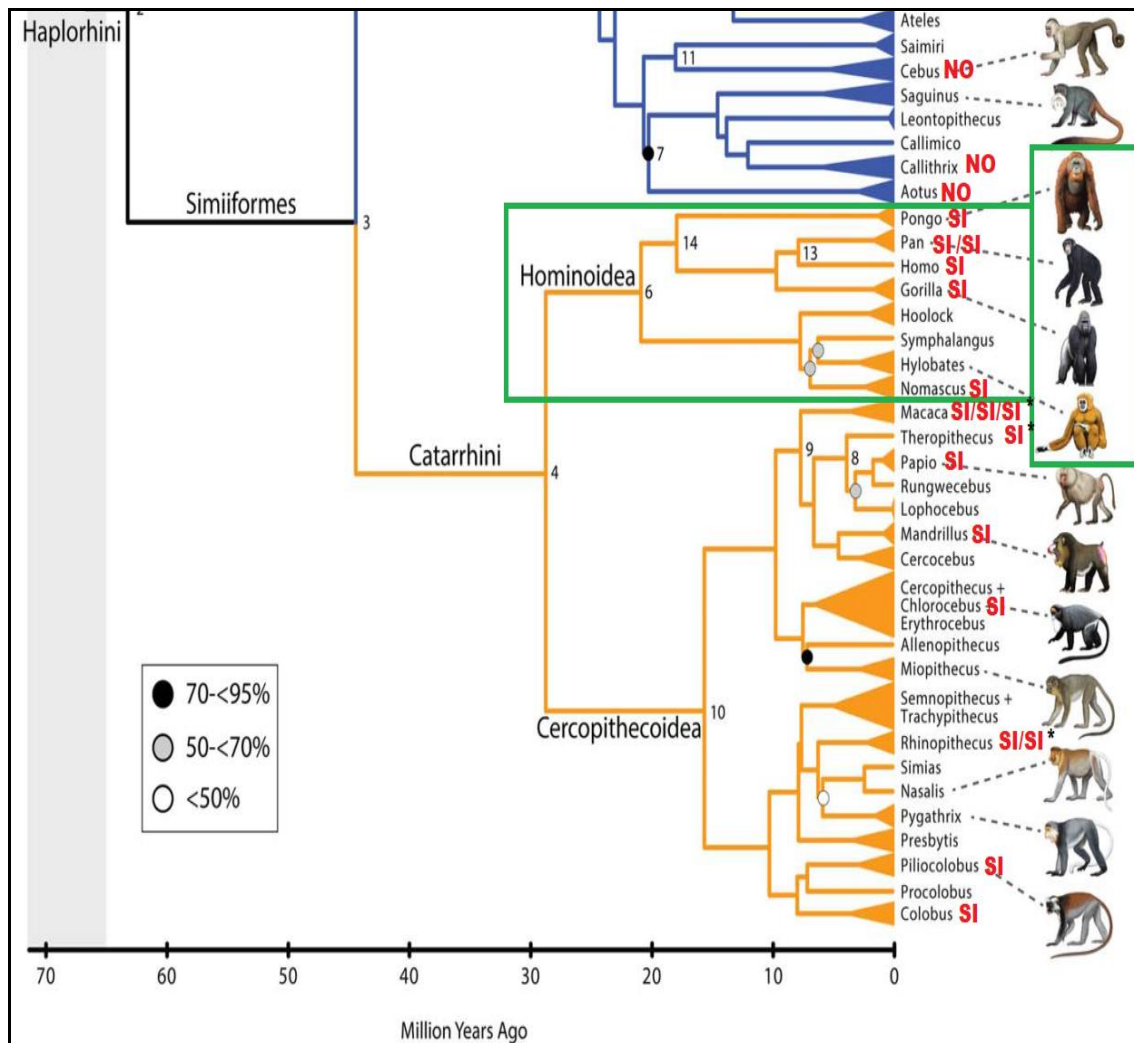 Haplorhini
2
Ateles
Saimiri
11
Cebus NO
Saguinus
Leontopithecus
Callimico
7
Callithrix NO
Aotus NO
Simiiformes
3
Pongo SI
14
Pan SI/SI
13
Homo SI
Hominoidea
6
Gorilla SI
Hoolock
Symphalangus
Hylobates
Nomascus SI
Macaca SI/SI/SI *
Theropithecus SI *
Catarrhini
4
9
8
Papio SI
Rungwecebus
Lophocebus
Mandrillus SI
Cercocebus
Cercopithecus +
Chlorocebus + SI
Erythrocebus
Allenopithecus
Miopithecus
70-<95%
50-<70%
<50%
Cercopithecoidea
10
Semnopithecus +
Trachypithecus
Rhinopithecus SI/SI *
Simias
Nasalis
Pygathrix
Presbytis
Piliocolobus SI
Procolobus
Colobus SI
70 60 50 40 30 20 10 0
Million Years Ago